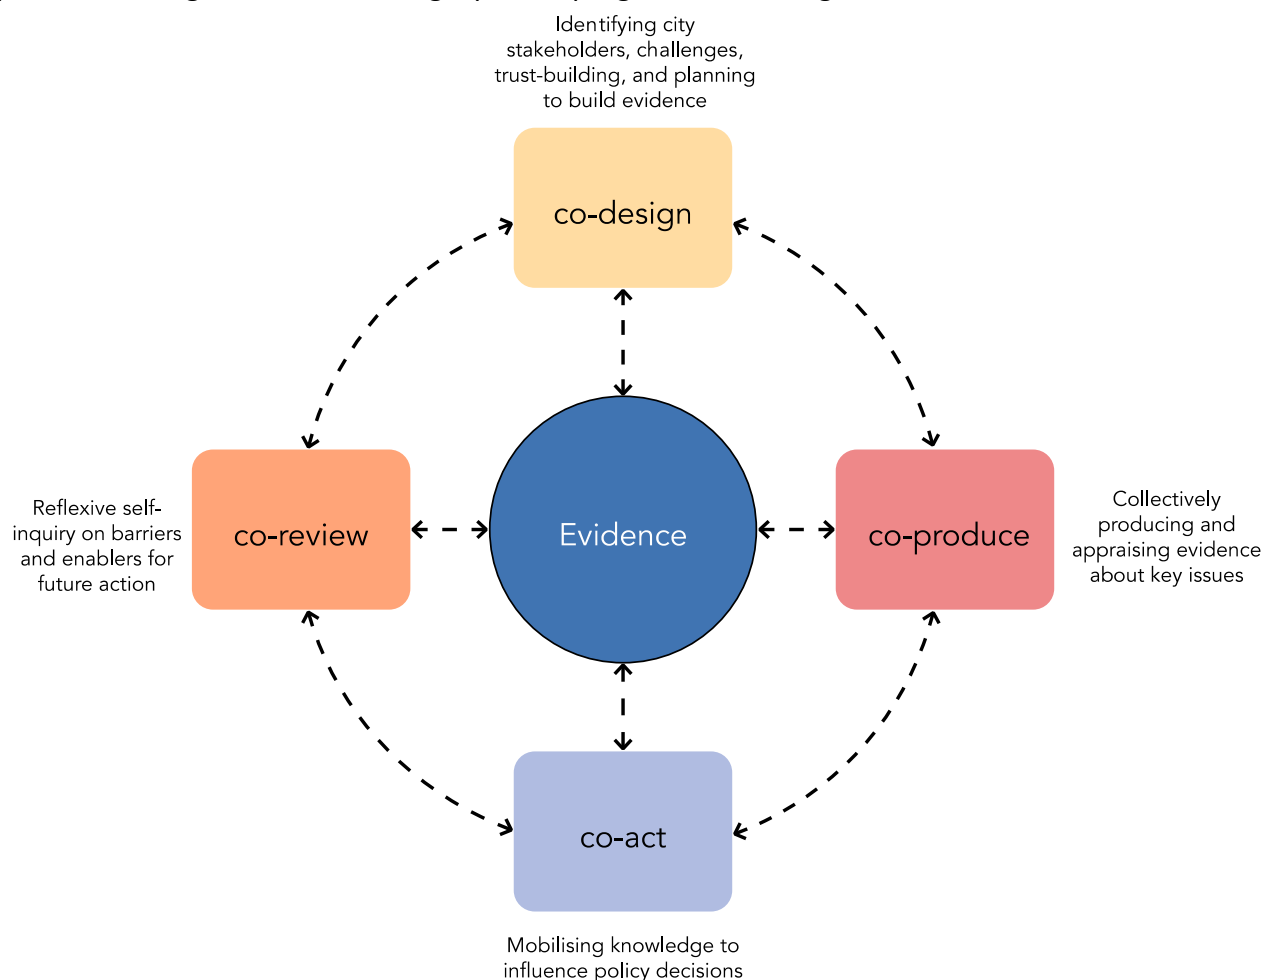 Identifying city
stakeholders, challenges,
trust-building, and planning
to build evidence
co-design
Reflexive self-
inquiry on barriers
and enablers for
future action
co-review
Evidence
co-produce
Collectively
producing and
appraising evidence
about key issues
co-act
Mobilising knowledge to
influence policy decisions